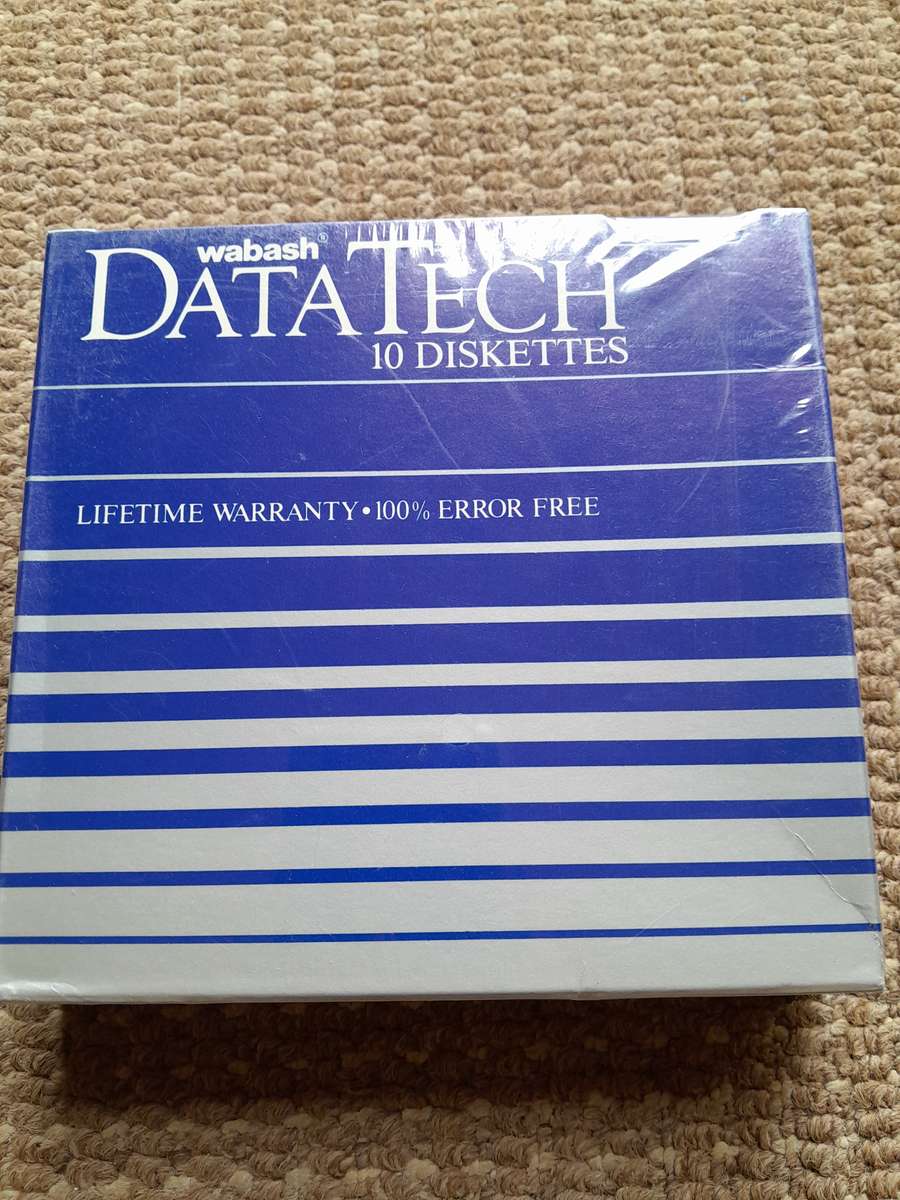 wabash®
DATATECH
10 DISKETTES
LIFETIME WARRANTY • 100% ERROR FREE